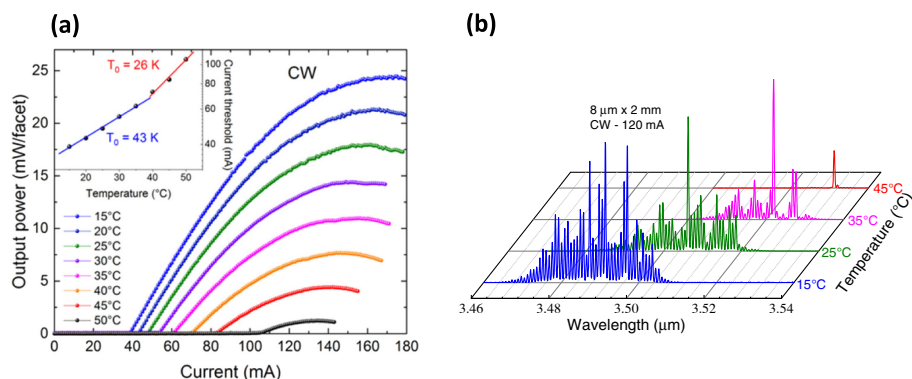 (a)
(b)
25
20
15
10
5
0
Output power (mW/facet)
0 20 40 60 80 100 120 140 160 180
Current (mA)
CW
T₀ = 26 K
T₀ = 43 K
100
80
60
40
Current threshold (mA)
20 30 40 50
Temperature (°C)
15°C
20°C
25°C
30°C
35°C
40°C
45°C
50°C
8 μm x 2 mm
CW - 120 mA
45°C
35°C
25°C
15°C
Temperature (°C)
3.46 3.48 3.50 3.52 3.54
Wavelength (μm)